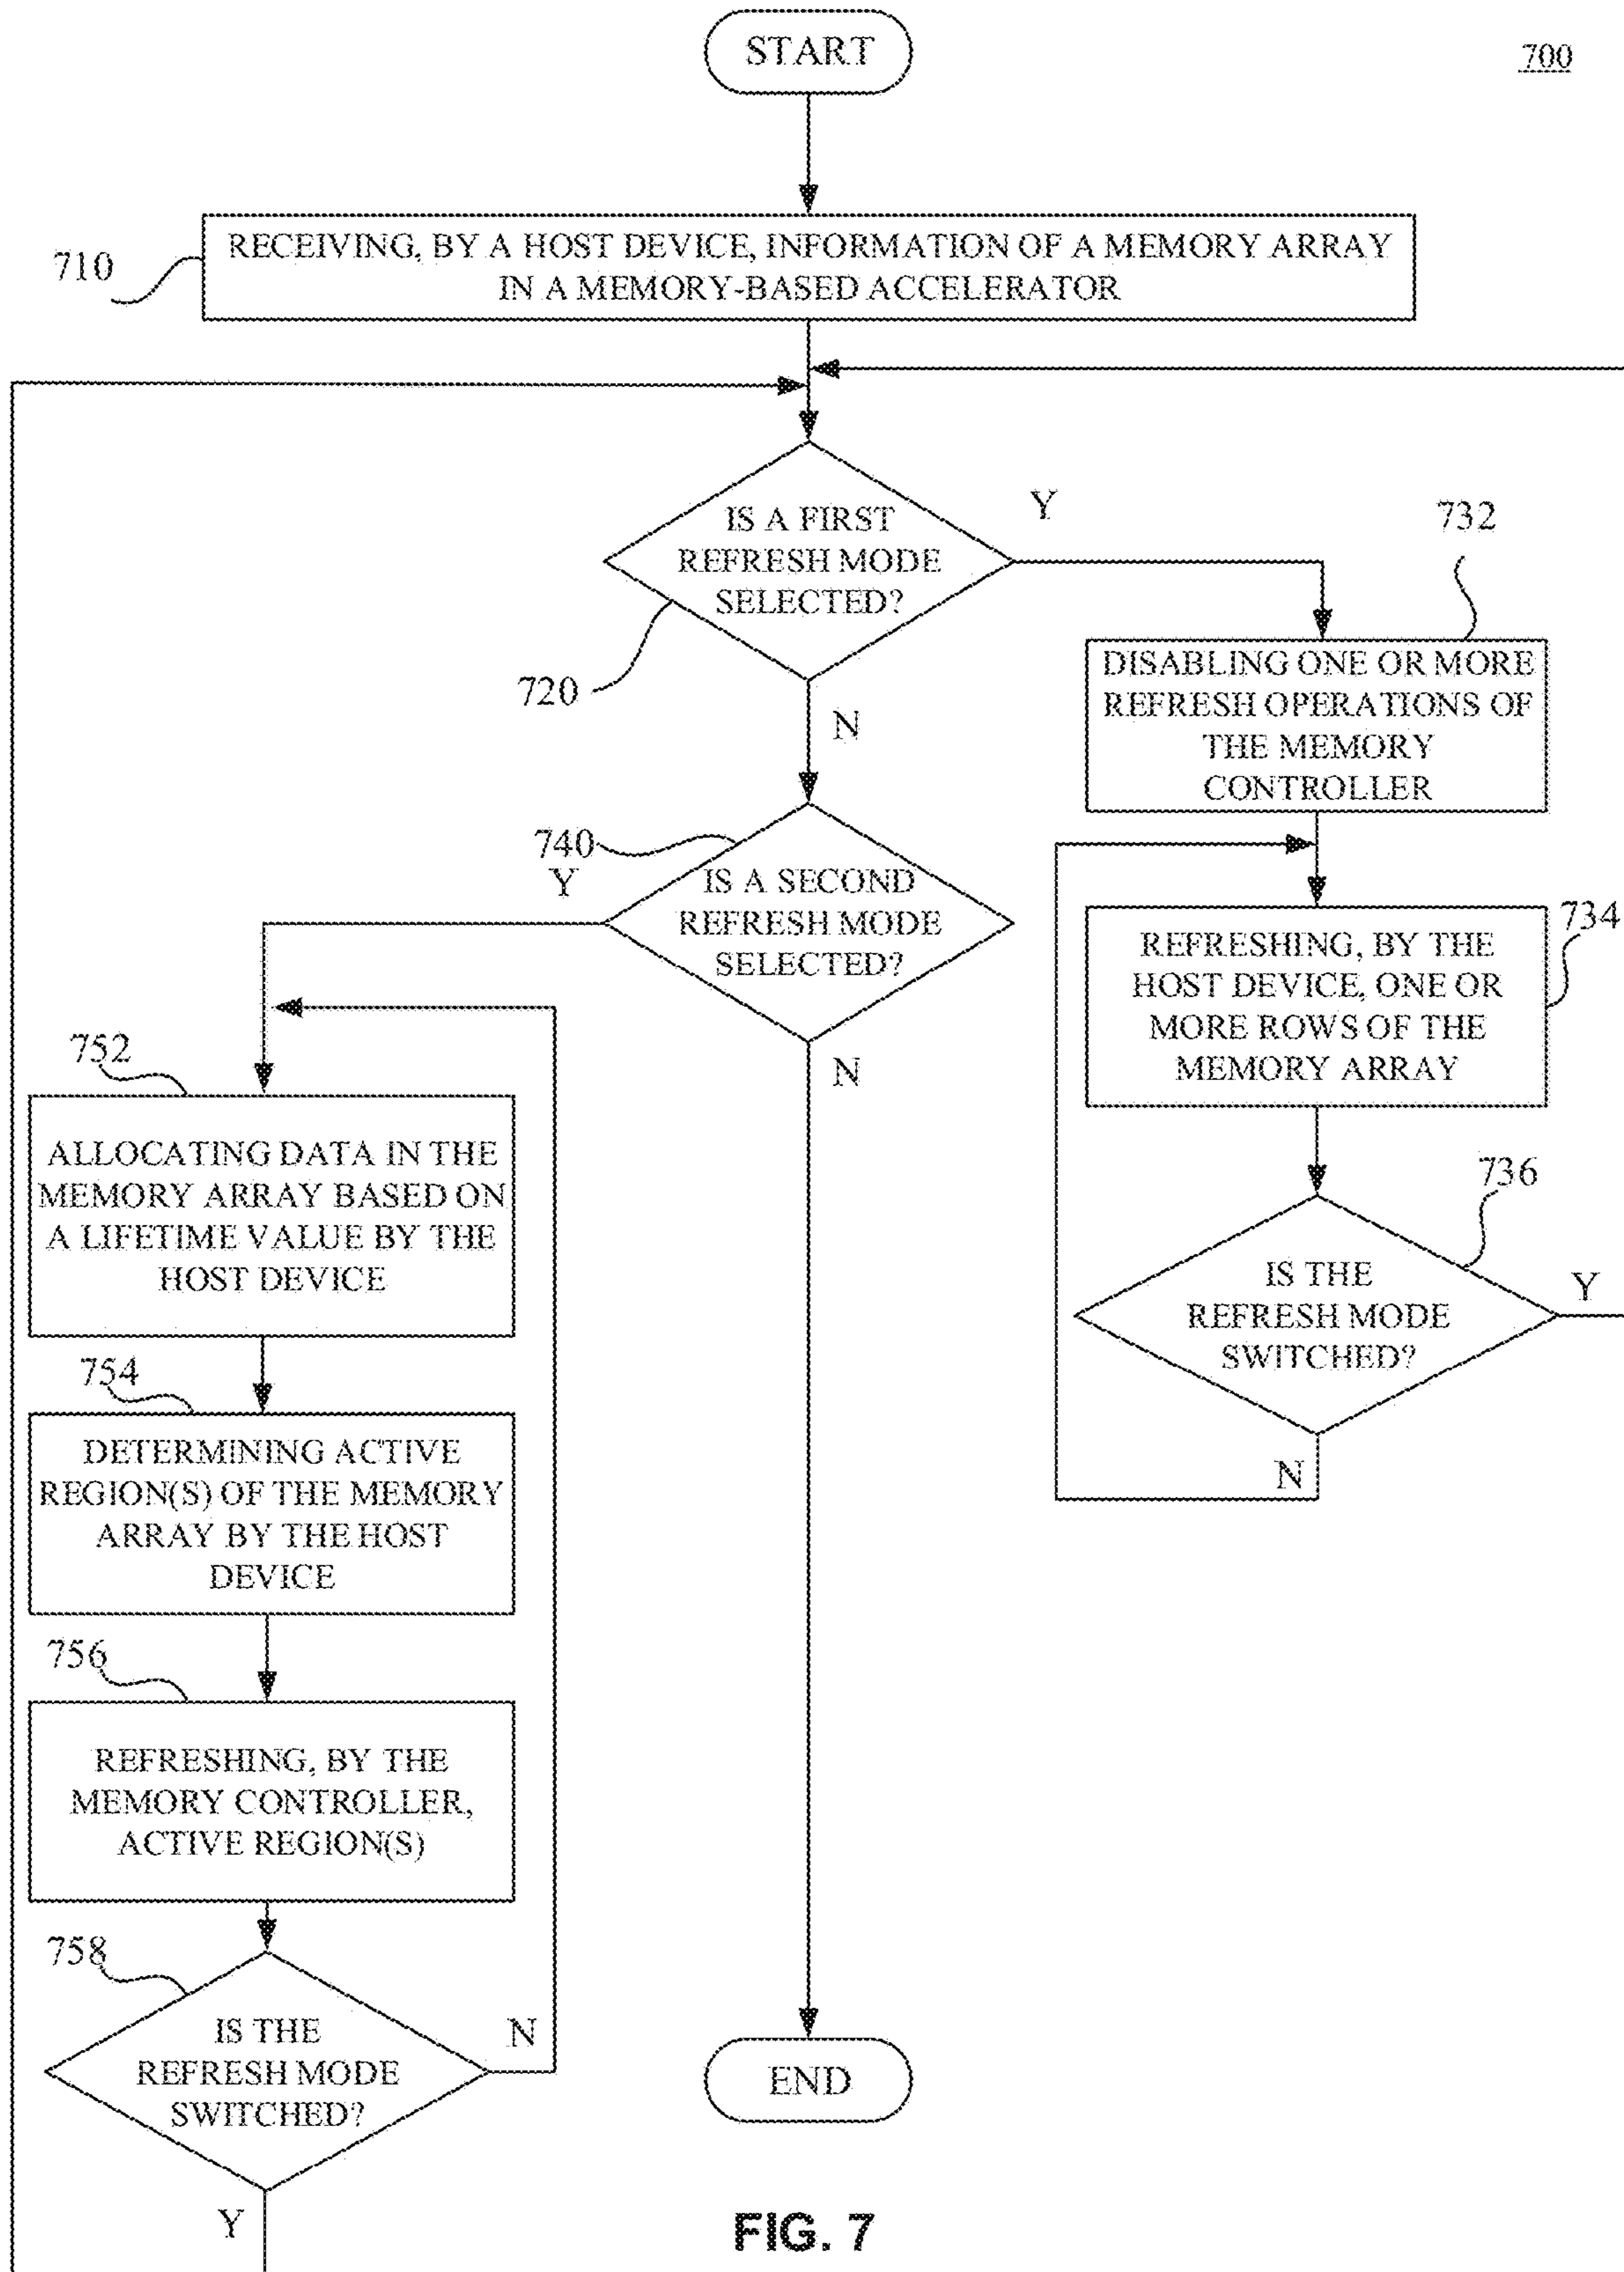 START
700
710
RECEIVING, BY A HOST DEVICE, INFORMATION OF A MEMORY ARRAY
IN A MEMORY-BASED ACCELERATOR
IS A FIRST
REFRESH MODE
SELECTED?
Y
720
N
732
DISABLING ONE OR MORE
REFRESH OPERATIONS OF
THE MEMORY
CONTROLLER
740
Y
IS A SECOND
REFRESH MODE
SELECTED?
N
734
REFRESHING, BY THE
HOST DEVICE, ONE OR
MORE ROWS OF THE
MEMORY ARRAY
736
IS THE
REFRESH MODE
SWITCHED?
Y
N
752
ALLOCATING DATA IN THE
MEMORY ARRAY BASED ON
A LIFETIME VALUE BY THE
HOST DEVICE
754
DETERMINING ACTIVE
REGION(S) OF THE MEMORY
ARRAY BY THE HOST
DEVICE
756
REFRESHING, BY THE
MEMORY CONTROLLER,
ACTIVE REGION(S)
758
IS THE
REFRESH MODE
SWITCHED?
N
Y
END
FIG. 7